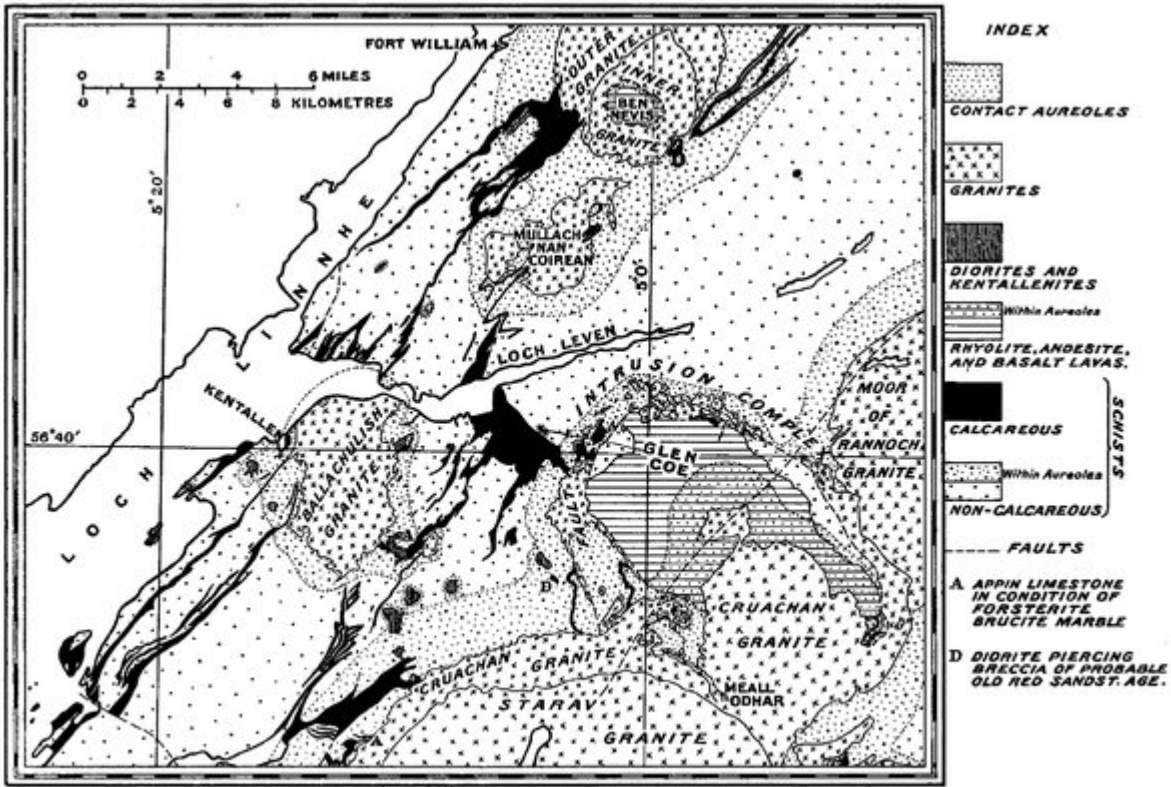 FORT WILLIAM
0 2 4 6 MILES
0 2 4 6 8 KILOMETRES
5° 20'
5° 0'
56° 40'
OUTER
GRANITE
INNER
GRANITE
BEN
NEVIS
D
MULLACH
NAN
COIREAN
LOCH LINNHE
LOCH LEVEN
KENTALLEN
BALLACHULISH
GRANITE
INTRUSION COMPLEX
FAULT
GLEN
COE
MOOR
OF
RANNOCH
GRANITE
D
CRUACHAN
GRANITE
CRUACHAN GRANITE
STARAV
GRANITE
MEALL
ODHAR
A
INDEX
CONTACT AUREOLES
GRANITES
DIORITES AND
KENTALLENITES
Within Aureoles
RHYOLITE, ANDESITE,
AND BASALT LAVAS.
CALCAREOUS
Within Aureoles
NON-CALCAREOUS
SCHISTS
FAULTS
A APPIN LIMESTONE
IN CONDITION OF
FORSTERITE
BRUCITE MARBLE
D DIORITE PIERCING
BRECCIA OF PROBABLE
OLD RED SANDST. AGE.